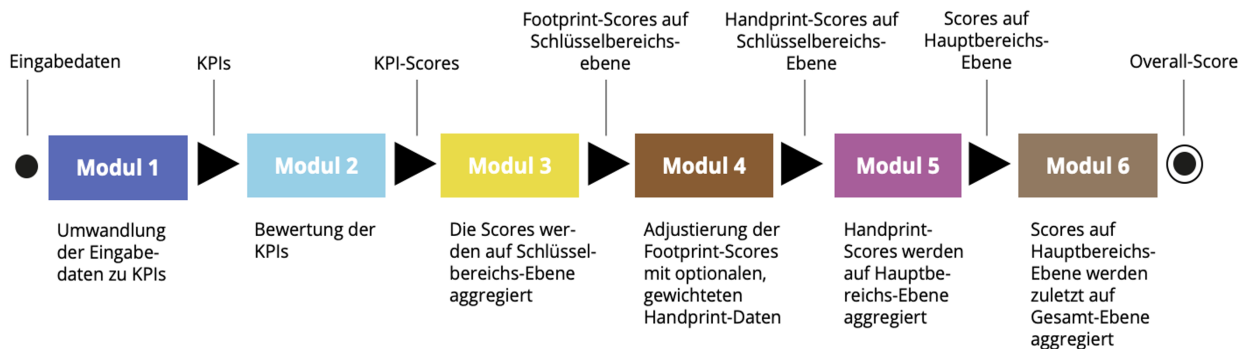 Eingabedaten
KPIs
KPI-Scores
Footprint-Scores auf
Schlüsselbereichs-
ebene
Handprint-Scores auf
Schlüsselbereichs-
Ebene
Scores auf
Hauptbereichs-
Ebene
Overall-Score
Modul 1
Modul 2
Modul 3
Modul 4
Modul 5
Modul 6
Umwandlung
der Eingabe-
daten zu KPIs
Bewertung der
KPIs
Die Scores wer-
den auf Schlüssel-
bereichs-Ebene
aggregiert
Adjustierung der
Footprint-Scores
mit optionalen,
gewichteten
Handprint-Daten
Handprint-
Scores werden
auf Hauptbe-
reichs-Ebene
aggregiert
Scores auf
Hauptbereichs-
Ebene werden
zuletzt auf
Gesamt-Ebene
aggregiert